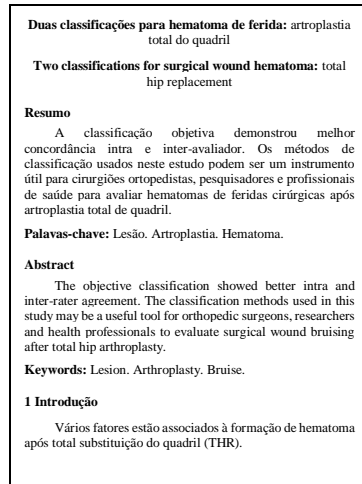 Duas classificações para hematoma de ferida: artroplastia
total do quadril
Two classifications for surgical wound hematoma: total
hip replacement
Resumo
A classificação objetiva demonstrou melhor
concordância intra e inter-avaliador. Os métodos de
classificação usados neste estudo podem ser um instrumento
útil para cirurgiões ortopedistas, pesquisadores e profissionais
de saúde para avaliar hematomas de feridas cirúrgicas após
artroplastia total de quadril.
Palavas-chave: Lesão. Artroplastia. Hematoma.
Abstract
The objective classification showed better intra and
inter-rater agreement. The classification methods used in this
study may be a useful tool for orthopedic surgeons, researchers
and health professionals to evaluate surgical wound bruising
after total hip arthroplasty.
Keywords: Lesion. Arthroplasty. Bruise.
1 Introdução
Vários fatores estão associados à formação de hematoma
após total substituição do quadril (THR).